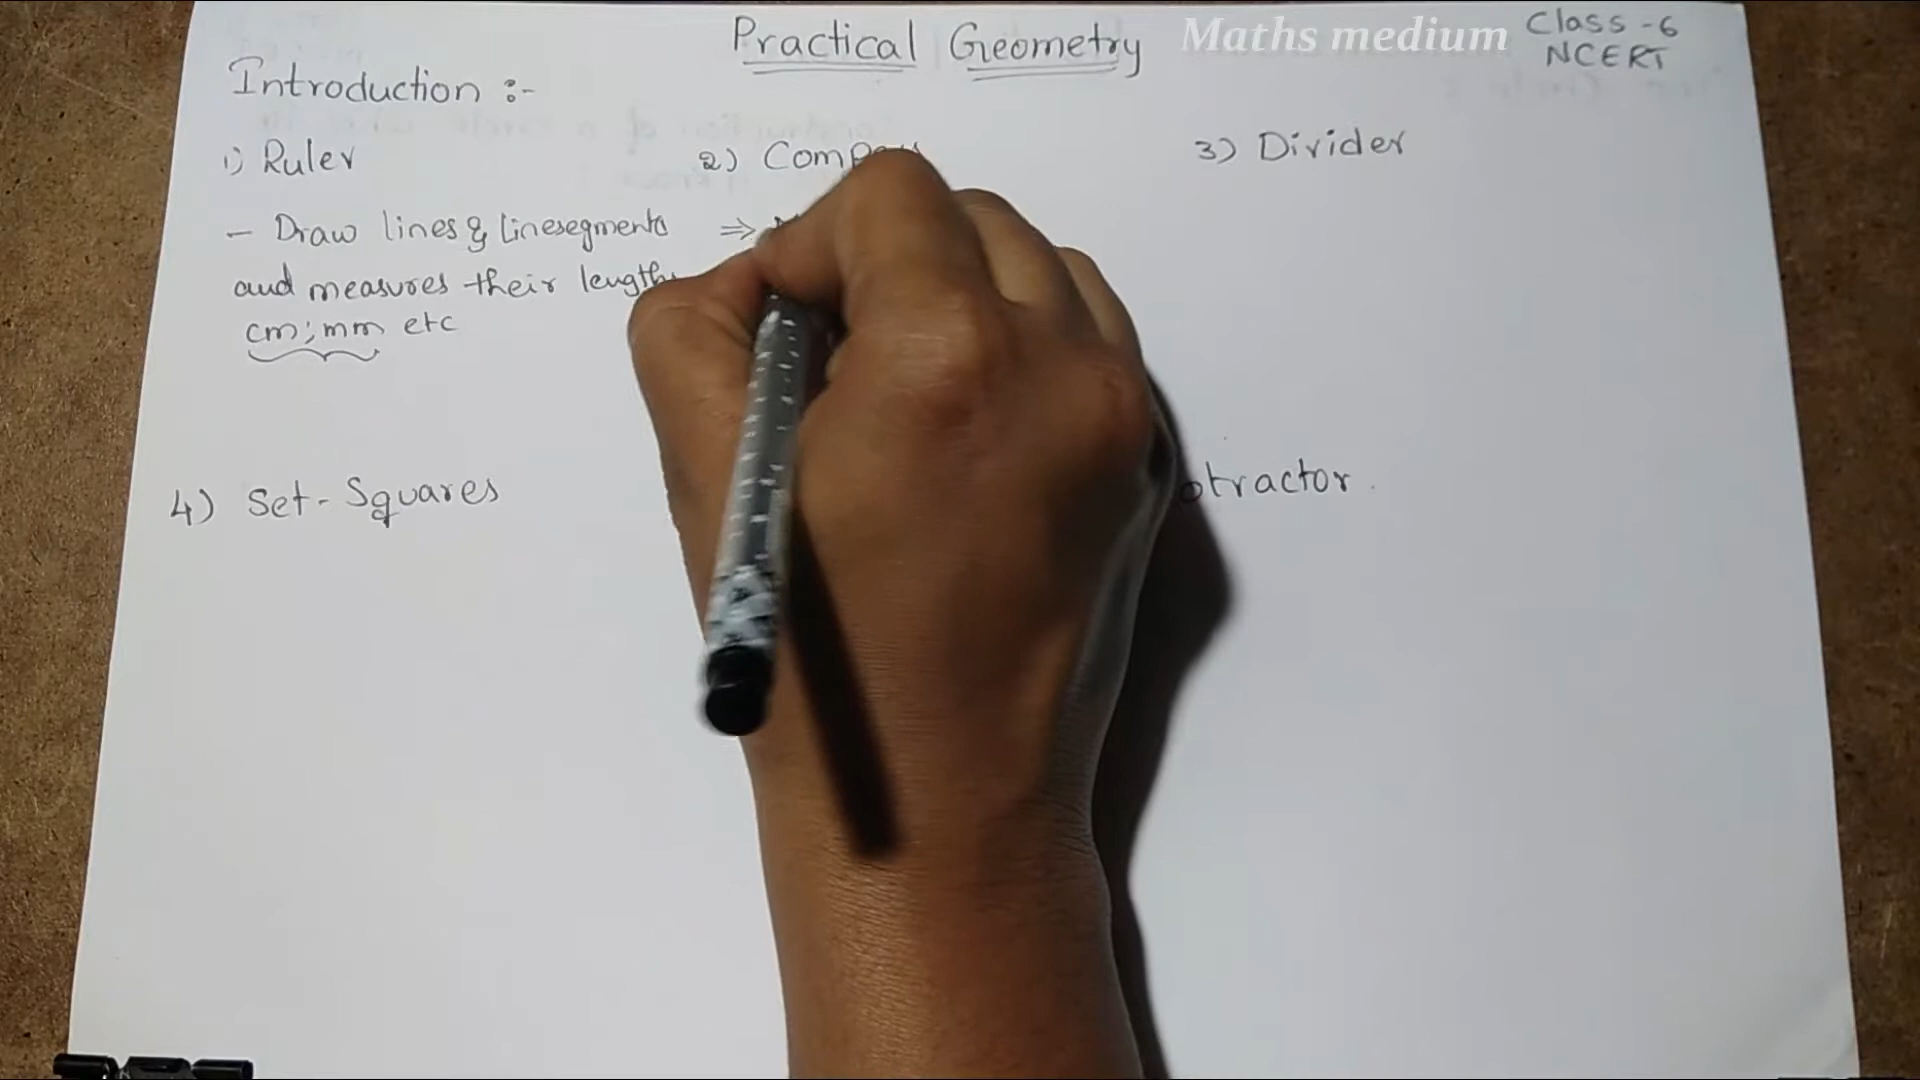 Practical Geometry
Maths medium
Class - 6
NCERT
Introduction :-
1) Ruler
2)
3) Divider
- Draw lines & linesegments
and measures their
cm; mm etc
⇒
4) Set-Squares